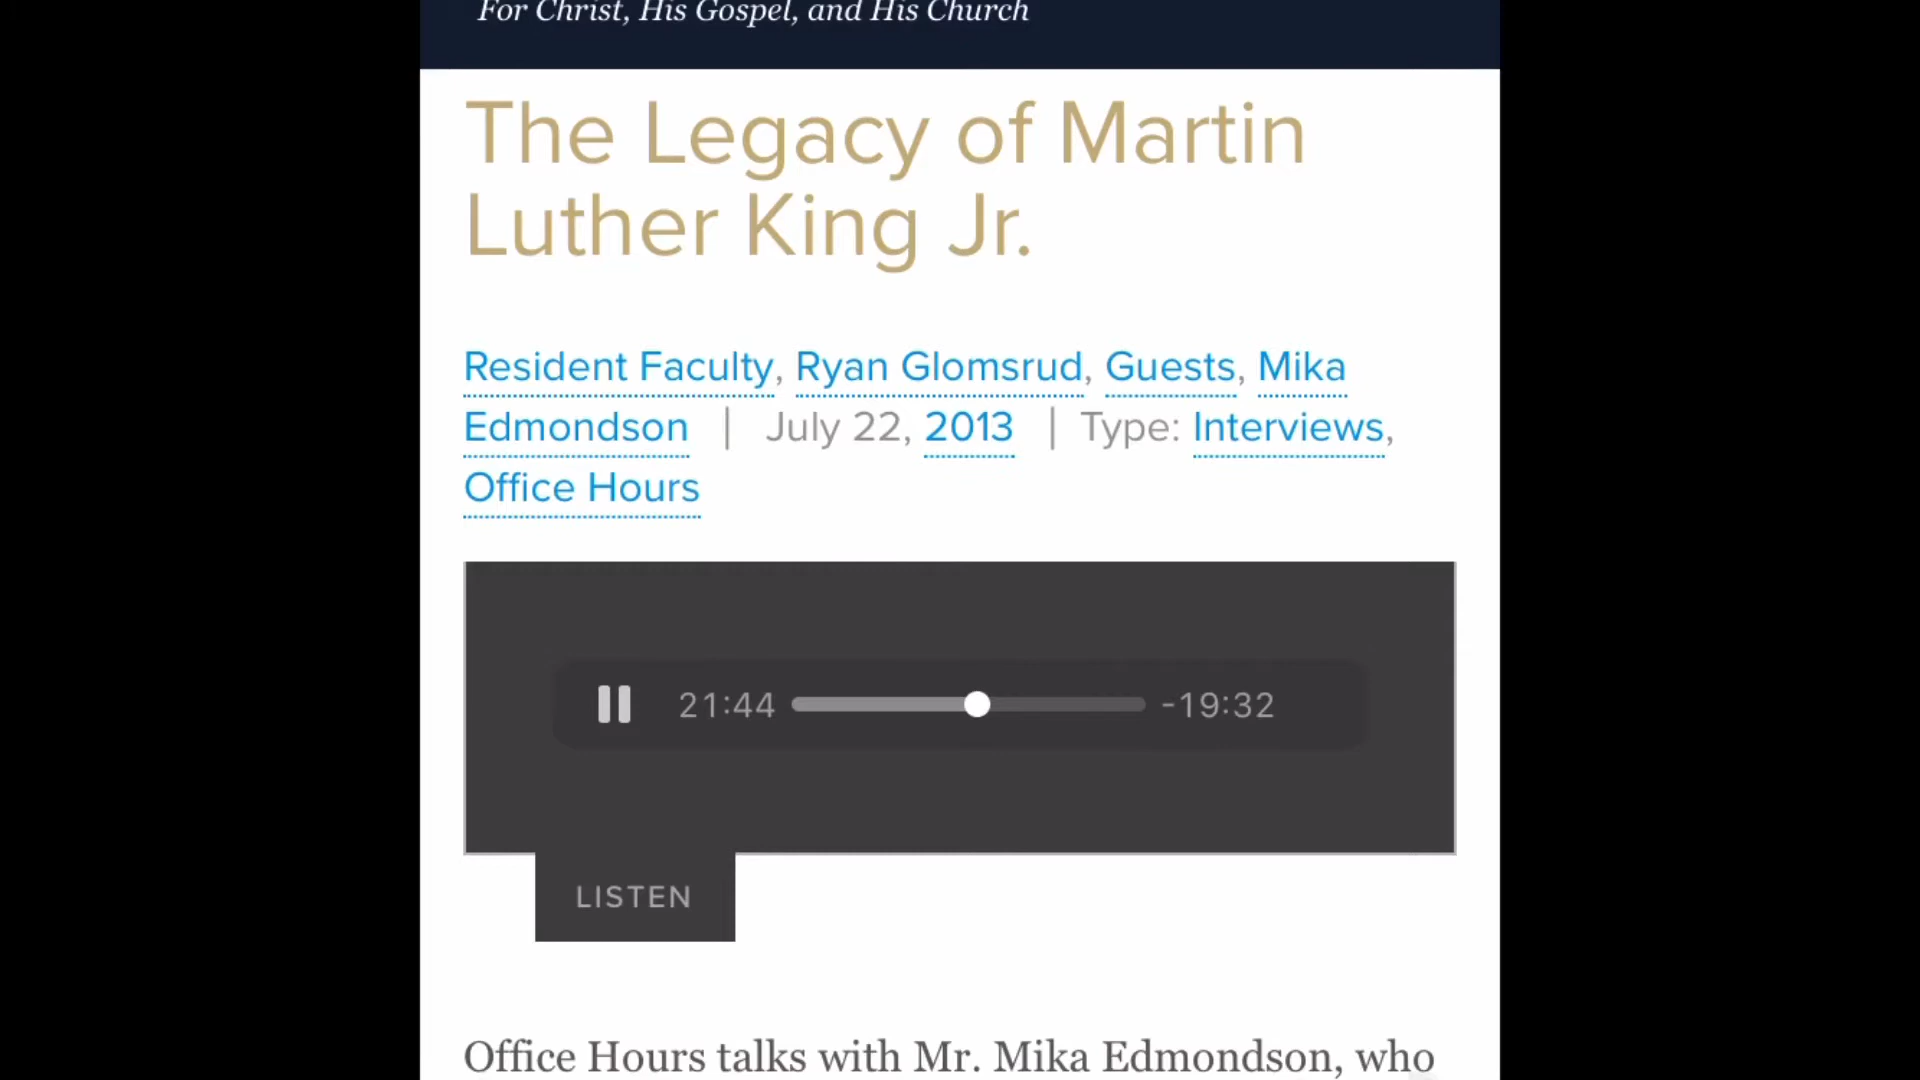 For Christ, His Gospel, and His Church
The Legacy of Martin
Luther King Jr.
Resident Faculty, Ryan Glomsrud, Guests, Mika
Edmondson | July 22, 2013 | Type: Interviews,
Office Hours
21:44 -19:32
LISTEN
Office Hours talks with Mr. Mika Edmondson, who